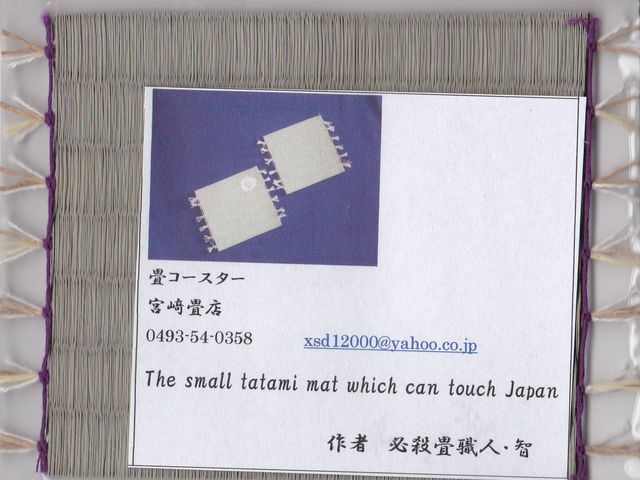 畳コースター
宮﨑畳店
0493-54-0358 xsd12000@yahoo.co.jp
The small tatami mat which can touch Japan
作者 必殺畳職人・智